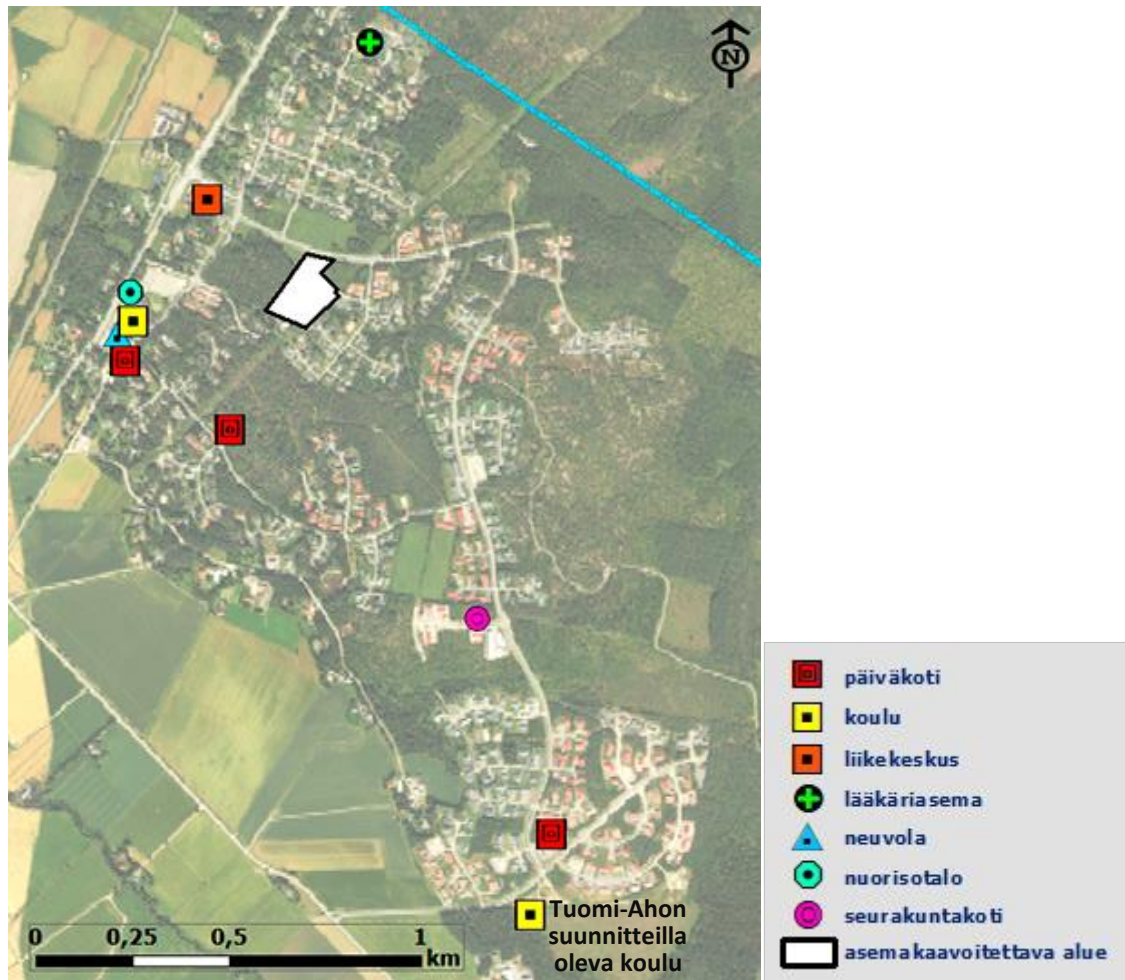 N
päiväkoti
koulu
liikekeskus
lääkäriasema
neuvola
nuorisotalo
seurakuntakoti
asemakaavoitettava alue
Tuomi-Ahon
suunnitteilla
oleva koulu
0 0,25 0,5 1
km